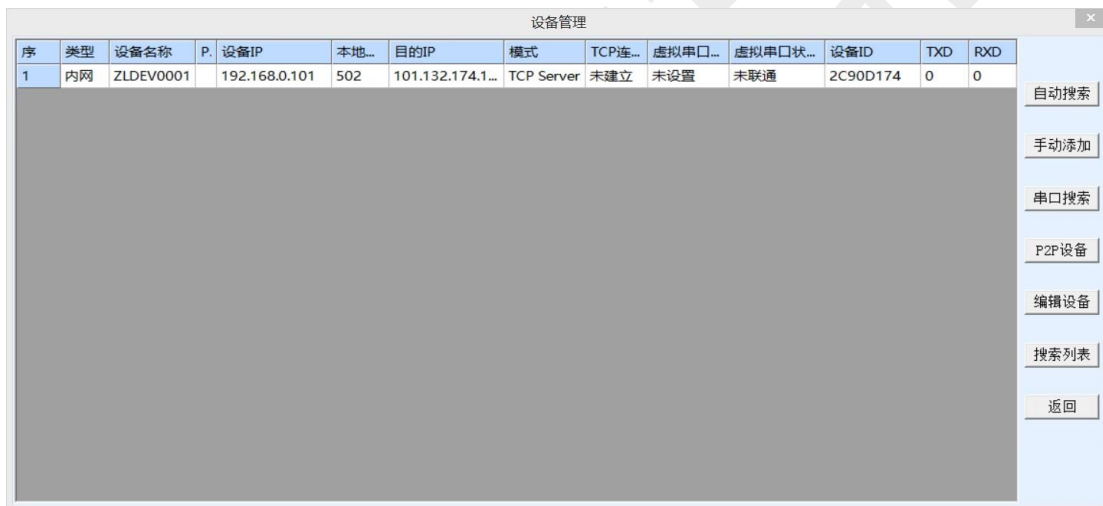 设备管理
序 类型 设备名称 P. 设备IP 本地... 目的IP 模式 TCP连... 虚拟串口... 虚拟串口状... 设备ID TXD RXD
1 内网 ZLDEV0001 192.168.0.101 502 101.132.174.1... TCP Server 未建立 未设置 未联通 2C90D174 0 0
自动搜索
手动添加
串口搜索
P2P设备
编辑设备
搜索列表
返回